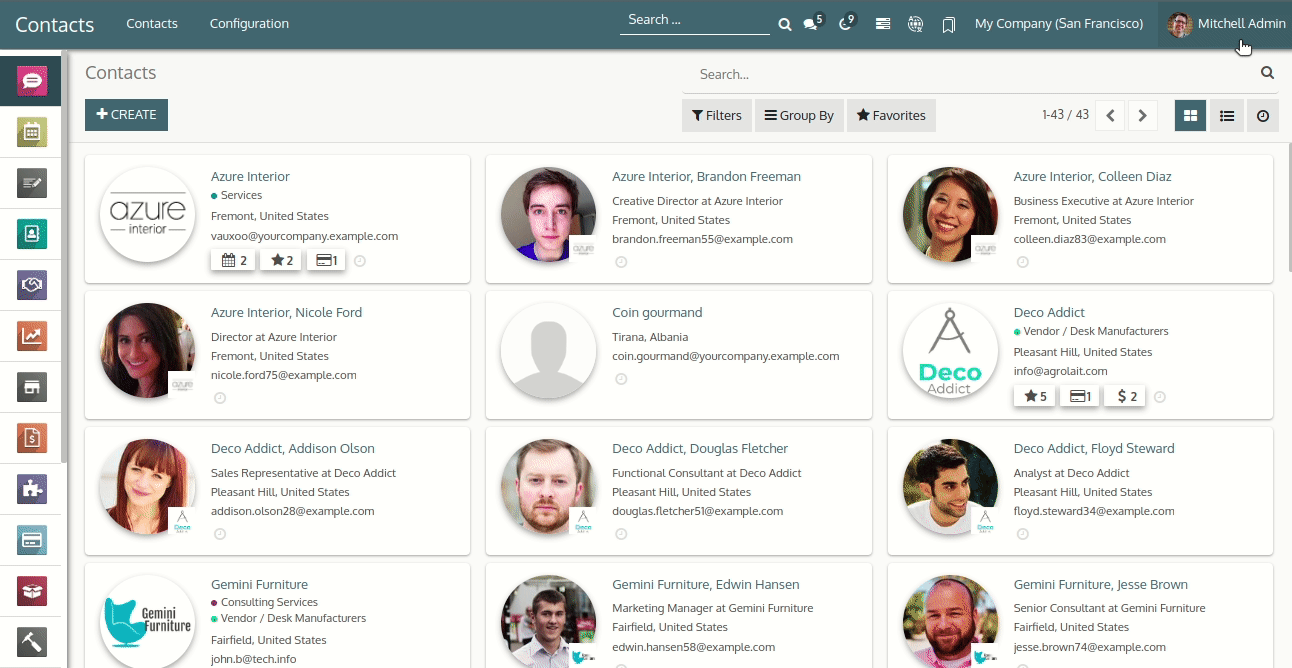 Contacts
Contacts
Configuration
Search ...
5
9
My Company (San Francisco)
Mitchell Admin
Contacts
Search...
CREATE
Filters
Group By
Favorites
1-43 / 43
Azure Interior
Services
Fremont, United States
vauxoo@yourcompany.example.com
2
2
1
azure
interior
Azure Interior, Brandon Freeman
Creative Director at Azure Interior
Fremont, United States
brandon.freeman55@example.com
azure
Azure Interior, Colleen Diaz
Business Executive at Azure Interior
Fremont, United States
colleen.diaz83@example.com
azure
Azure Interior, Nicole Ford
Director at Azure Interior
Fremont, United States
nicole.ford75@example.com
azure
Coin gourmand
Tirana, Albania
coin.gourmand@yourcompany.example.com
Deco Addict
Vendor / Desk Manufacturers
Pleasant Hill, United States
info@agrolait.com
5
1
$ 2
Deco
Addict
Deco Addict, Addison Olson
Sales Representative at Deco Addict
Pleasant Hill, United States
addison.olson28@example.com
Deco
Deco Addict, Douglas Fletcher
Functional Consultant at Deco Addict
Pleasant Hill, United States
douglas.fletcher51@example.com
Deco
Deco Addict, Floyd Steward
Analyst at Deco Addict
Pleasant Hill, United States
floyd.steward34@example.com
Deco
Gemini Furniture
Consulting Services
Vendor / Desk Manufacturers
Fairfield, United States
john.b@tech.info
Gemini
Furniture
Gemini Furniture, Edwin Hansen
Marketing Manager at Gemini Furniture
Fairfield, United States
edwin.hansen58@example.com
Gemini Furniture, Jesse Brown
Senior Consultant at Gemini Furniture
Fairfield, United States
jesse.brown74@example.com